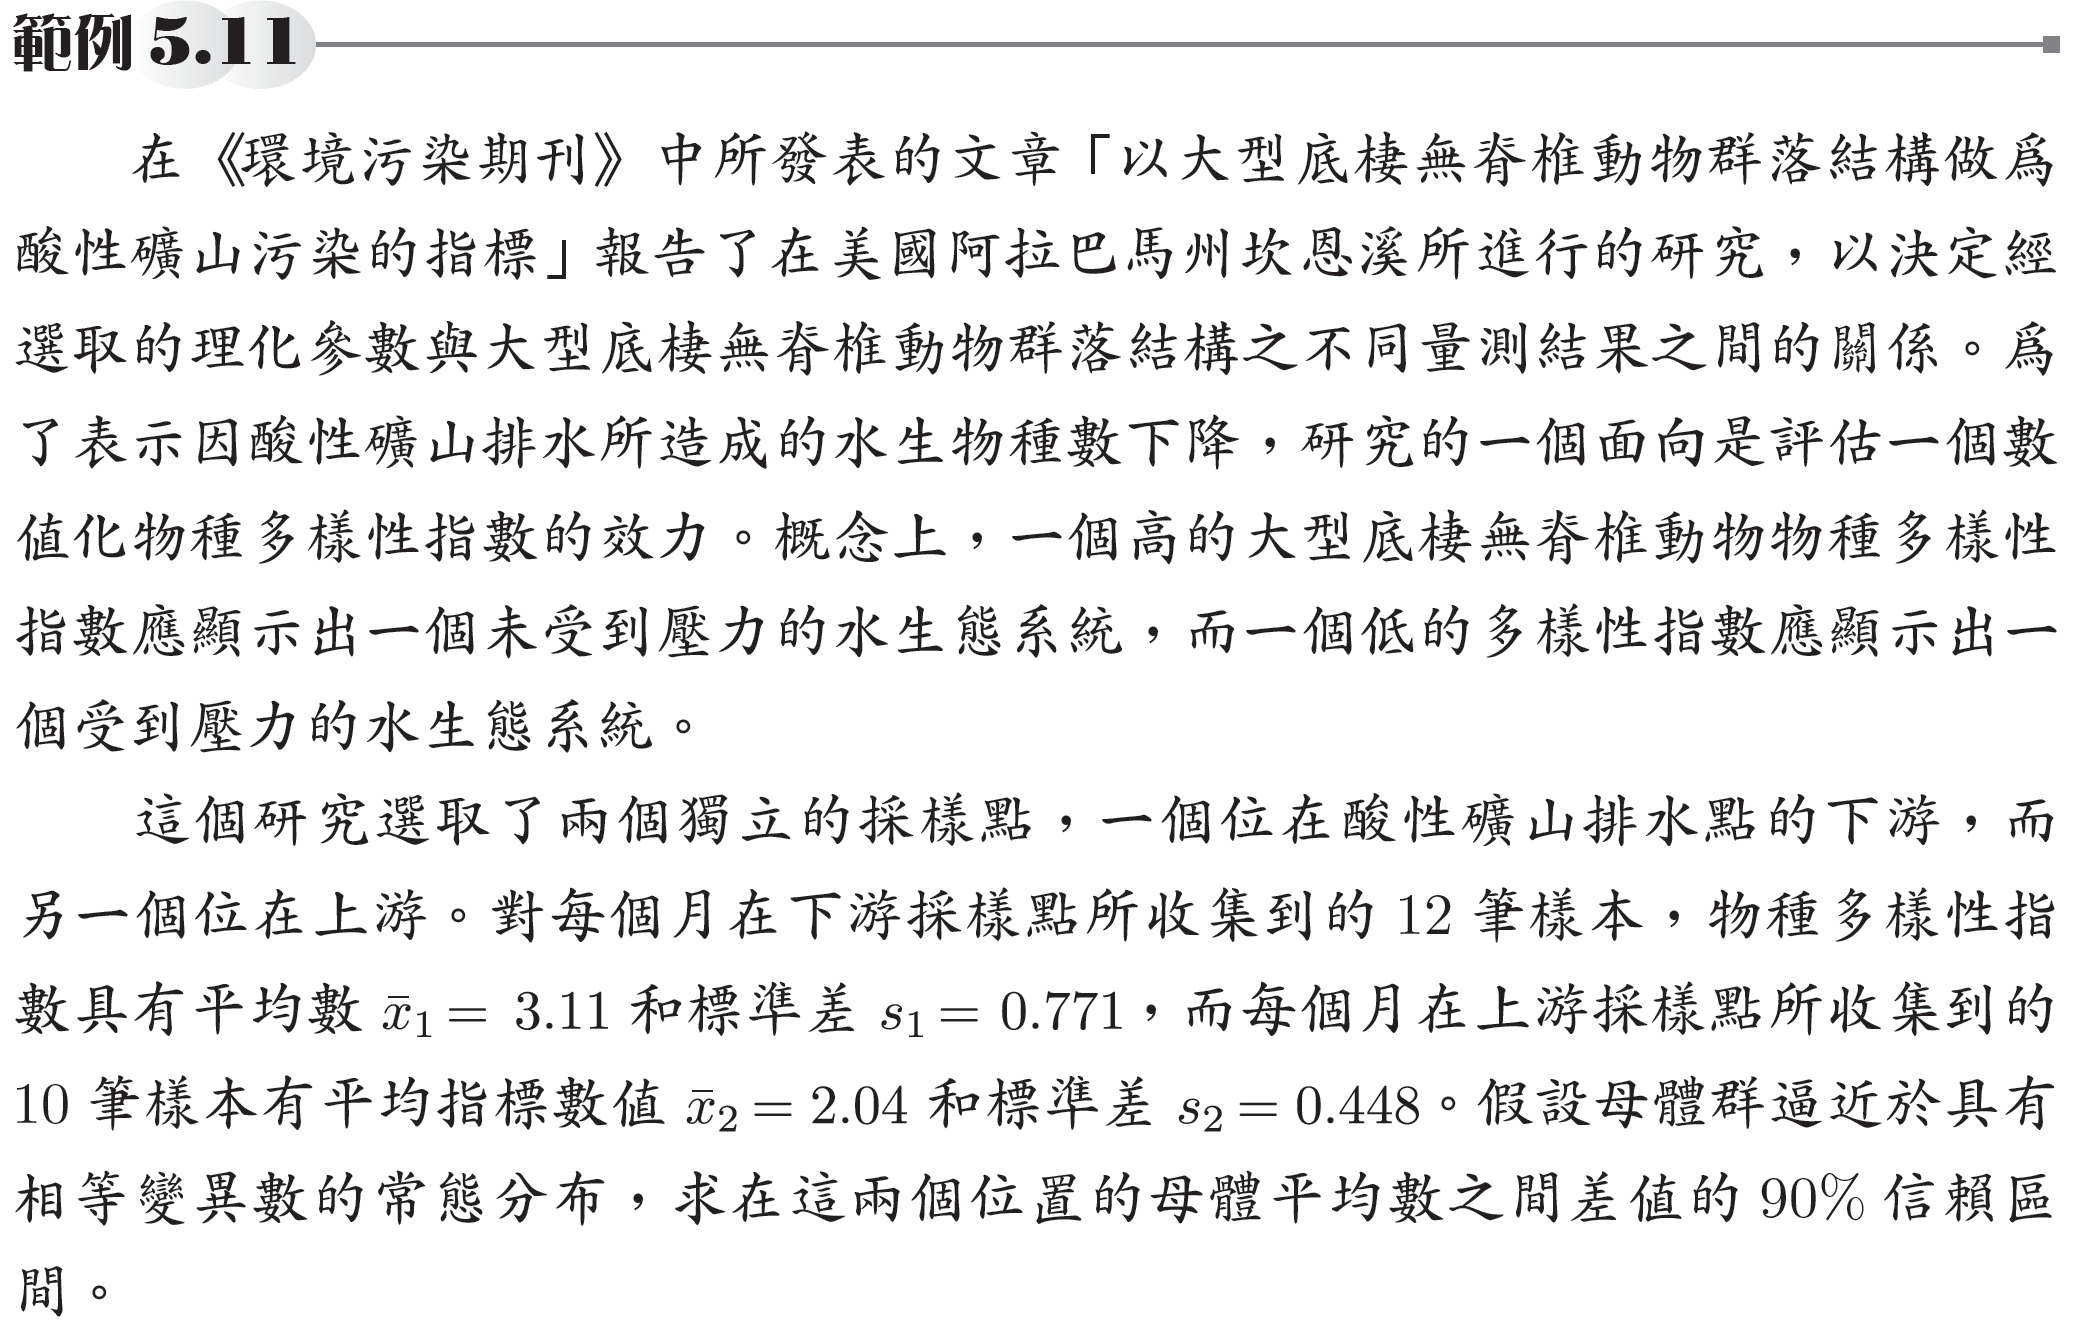 範例 5.11
在《環境污染期刊》中所發表的文章「以大型底棲無脊椎動物群落結構做爲
酸性礦山污染的指標」報告了在美國阿拉巴馬州坎恩溪所進行的研究，以決定經
選取的理化參數與大型底棲無脊椎動物群落結構之不同量測結果之間的關係。爲
了表示因酸性礦山排水所造成的水生物種數下降，研究的一個面向是評估一個數
值化物種多樣性指數的效力。概念上，一個高的大型底棲無脊椎動物物種多樣性
指數應顯示出一個未受到壓力的水生態系統，而一個低的多樣性指數應顯示出一
個受到壓力的水生態系統。
這個研究選取了兩個獨立的採樣點，一個位在酸性礦山排水點的下游，而
另一個位在上游。對每個月在下游採樣點所收集到的 12 筆樣本，物種多樣性指
數具有平均數 x̄₁ = 3.11 和標準差 s₁ = 0.771，而每個月在上游採樣點所收集到的
10 筆樣本有平均指標數值 x̄₂ = 2.04 和標準差 s₂ = 0.448。假設母體群逼近於具有
相等變異數的常態分布，求在這兩個位置的母體平均數之間差值的 90% 信賴區
間。